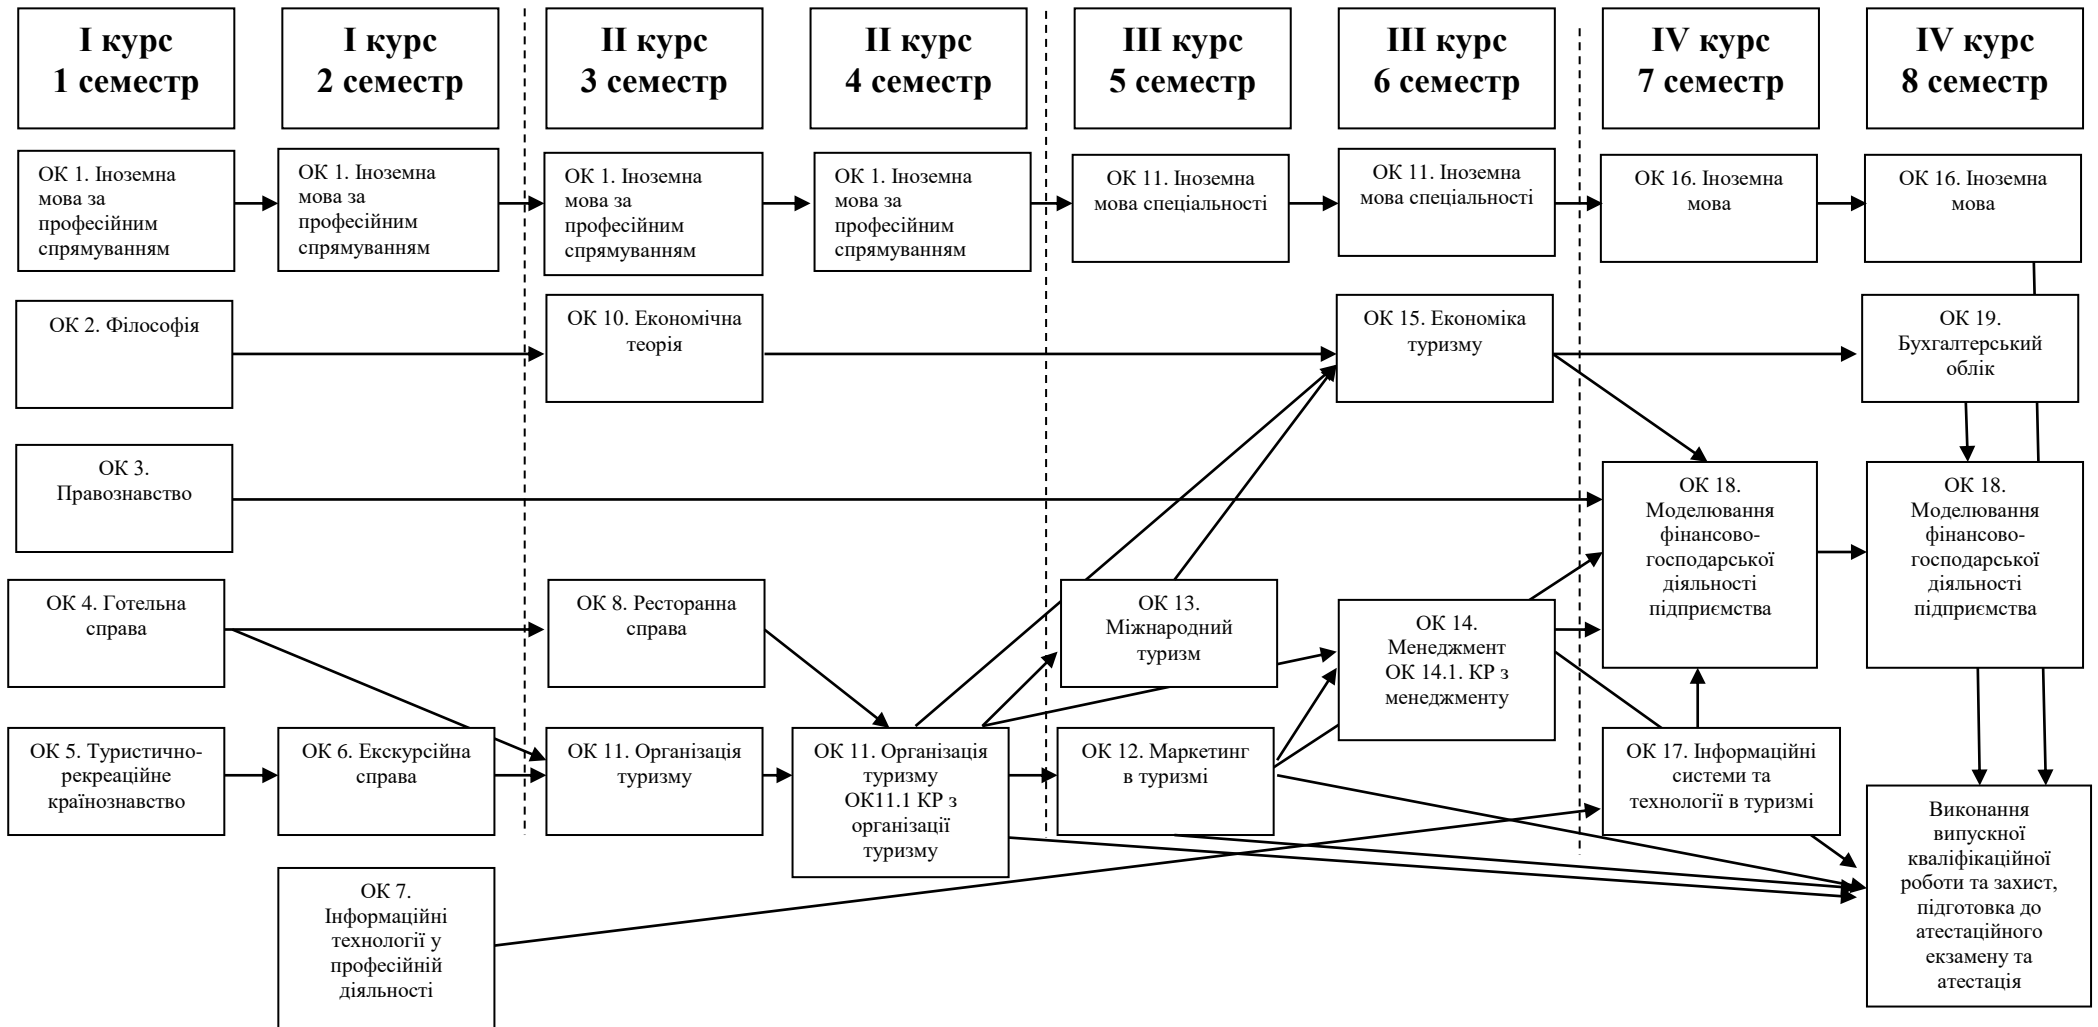 І курс
1 семестр
І курс
2 семестр
ІІ курс
3 семестр
ІІ курс
4 семестр
ІІІ курс
5 семестр
ІІІ курс
6 семестр
IV курс
7 семестр
IV курс
8 семестр
ОК 1. Іноземна
мова за
професійним
спрямуванням
ОК 1. Іноземна
мова за
професійним
спрямуванням
ОК 1. Іноземна
мова за
професійним
спрямуванням
ОК 1. Іноземна
мова за
професійним
спрямуванням
ОК 11. Іноземна
мова спеціальності
ОК 11. Іноземна
мова спеціальності
ОК 16. Іноземна
мова
ОК 16. Іноземна
мова
ОК 2. Філософія
ОК 10. Економічна
теорія
ОК 15. Економіка
туризму
ОК 19.
Бухгалтерський
облік
ОК 3.
Правознавство
ОК 18.
Моделювання
фінансово-
господарської
діяльності
підприємства
ОК 18.
Моделювання
фінансово-
господарської
діяльності
підприємства
ОК 4. Готельна
справа
ОК 8. Ресторанна
справа
ОК 13.
Міжнародний
туризм
ОК 14.
Менеджмент
ОК 14.1. КР з
менеджменту
ОК 5. Туристично-
рекреаційне
країнознавство
ОК 6. Екскурсійна
справа
ОК 11. Організація
туризму
ОК 11. Організація
туризму
ОК11.1 КР з
організації
туризму
ОК 12. Маркетинг
в туризмі
ОК 17. Інформаційні
системи та
технології в туризмі
Виконання
випускної
кваліфікаційної
роботи та захист,
підготовка до
атестаційного
екзамену та
атестація
ОК 7.
Інформаційні
технології у
професійній
діяльності